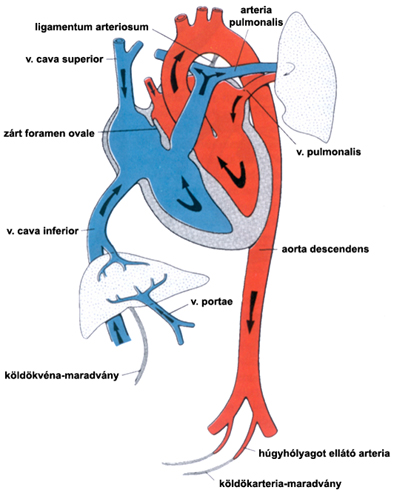 arteria
pulmonalis
ligamentum arteriosum
v. cava superior
zárt foramen ovale
v. pulmonalis
v. cava inferior
aorta descendens
v. portae
köldökvéna-maradvány
húgyhólyagot ellátó arteria
köldökarteria-maradvány